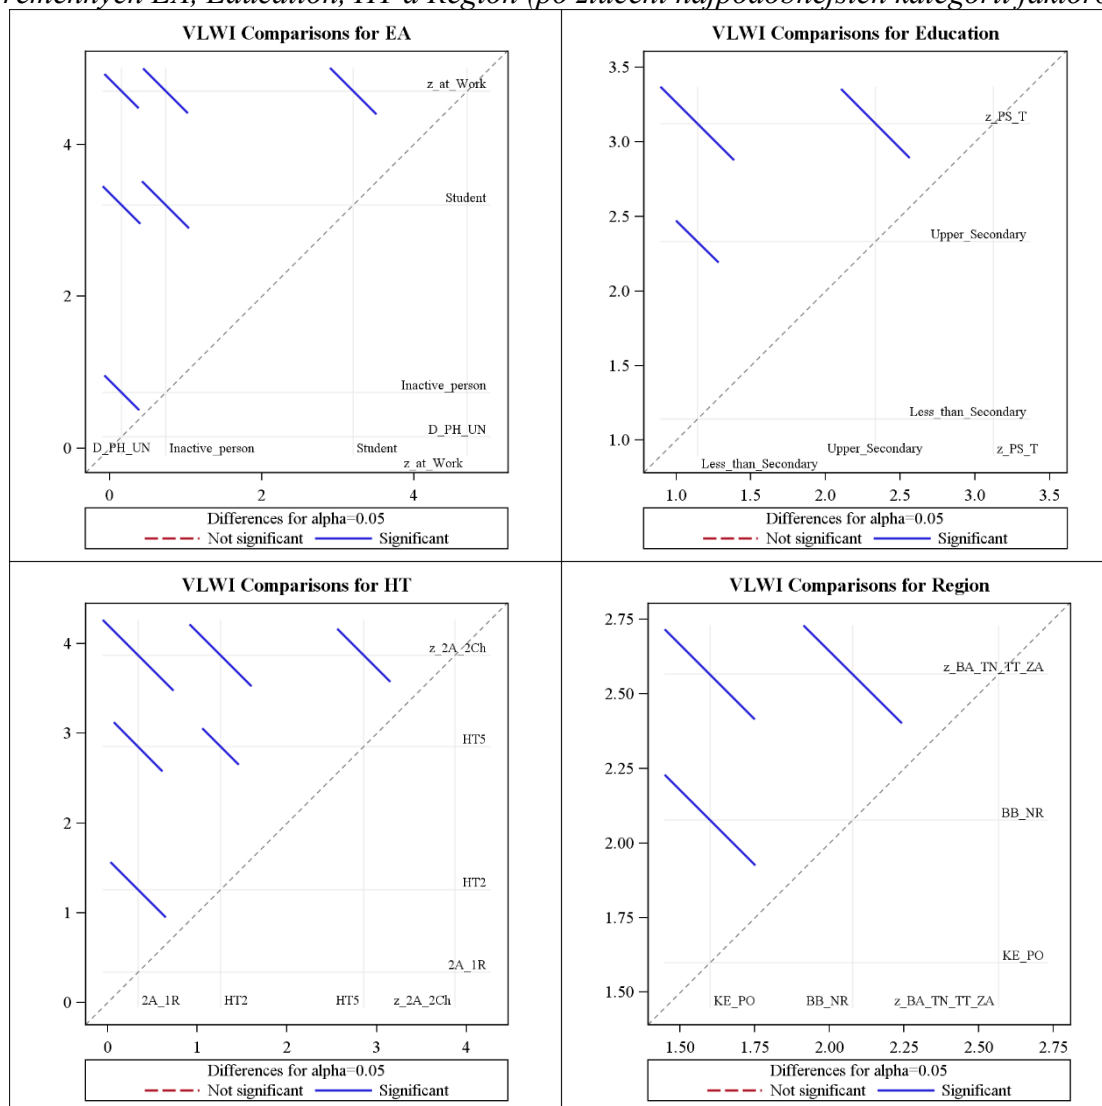 EA, Education, HT a Region (po
VLWI Comparisons for EA
z_at_Work
4
Student
2
Inactive_person
D_PH_UN
0
D_PH_UN Inactive_person Student
z_at_Work
0 2 4
Differences for alpha=0.05
Not significant Significant
VLWI Comparisons for Education
3.5
z_PS_T
3.0
2.5
Upper_Secondary
2.0
1.5
Less_than_Secondary
1.0
Upper_Secondary z_PS_T
Less_than_Secondary
1.0 1.5 2.0 2.5 3.0 3.5
Differences for alpha=0.05
Not significant Significant
VLWI Comparisons for HT
4
z_2A_2Ch
3
HT5
2
HT2
1
2A_1R
0
2A_1R HT2 HT5 z_2A_2Ch
0 1 2 3 4
Differences for alpha=0.05
Not significant Significant
VLWI Comparisons for Region
2.75
z_BA_TN_TT_ZA
2.50
2.25
BB_NR
2.00
1.75
KE_PO
1.50
KE_PO BB_NR z_BA_TN_TT_ZA
1.50 1.75 2.00 2.25 2.50 2.75
Differences for alpha=0.05
Not significant Significant